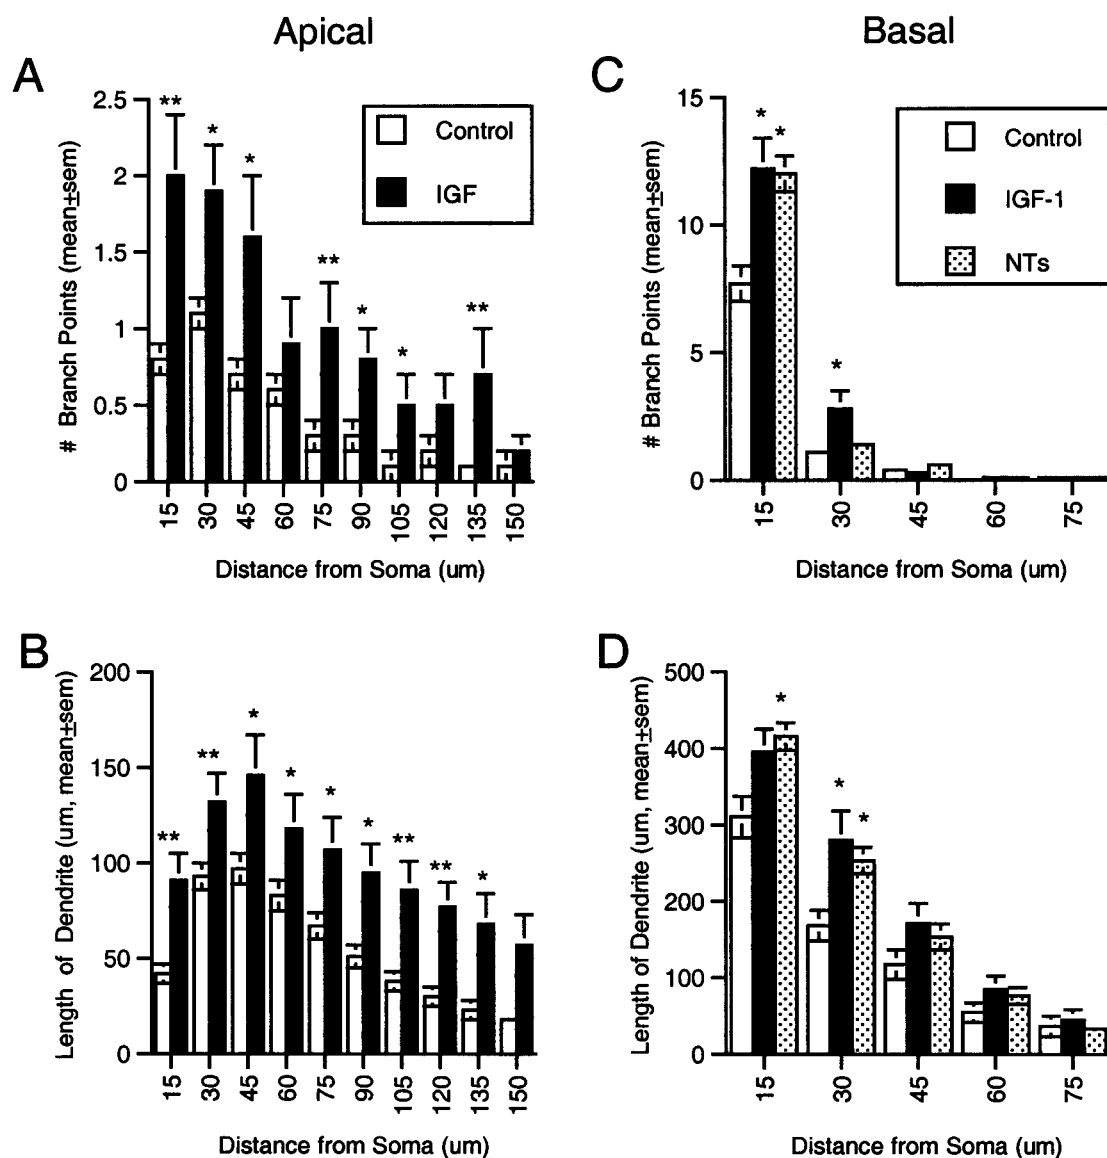 Apical
Basal
A
# Branch Points (mean±sem)
2.5
2
1.5
1
0.5
0
** * * ** * * **
Control
IGF
15 30 45 60 75 90 105 120 135 150
Distance from Soma (um)
C
# Branch Points (mean±sem)
15
10
5
0
* * *
Control
IGF-1
NTs
15 30 45 60 75
Distance from Soma (um)
B
Length of Dendrite (um, mean±sem)
200
150
100
50
0
** ** * * * * ** ** *
15 30 45 60 75 90 105 120 135 150
Distance from Soma (um)
D
Length of Dendrite (um, mean±sem)
500
400
300
200
100
0
* * *
15 30 45 60 75
Distance from Soma (um)